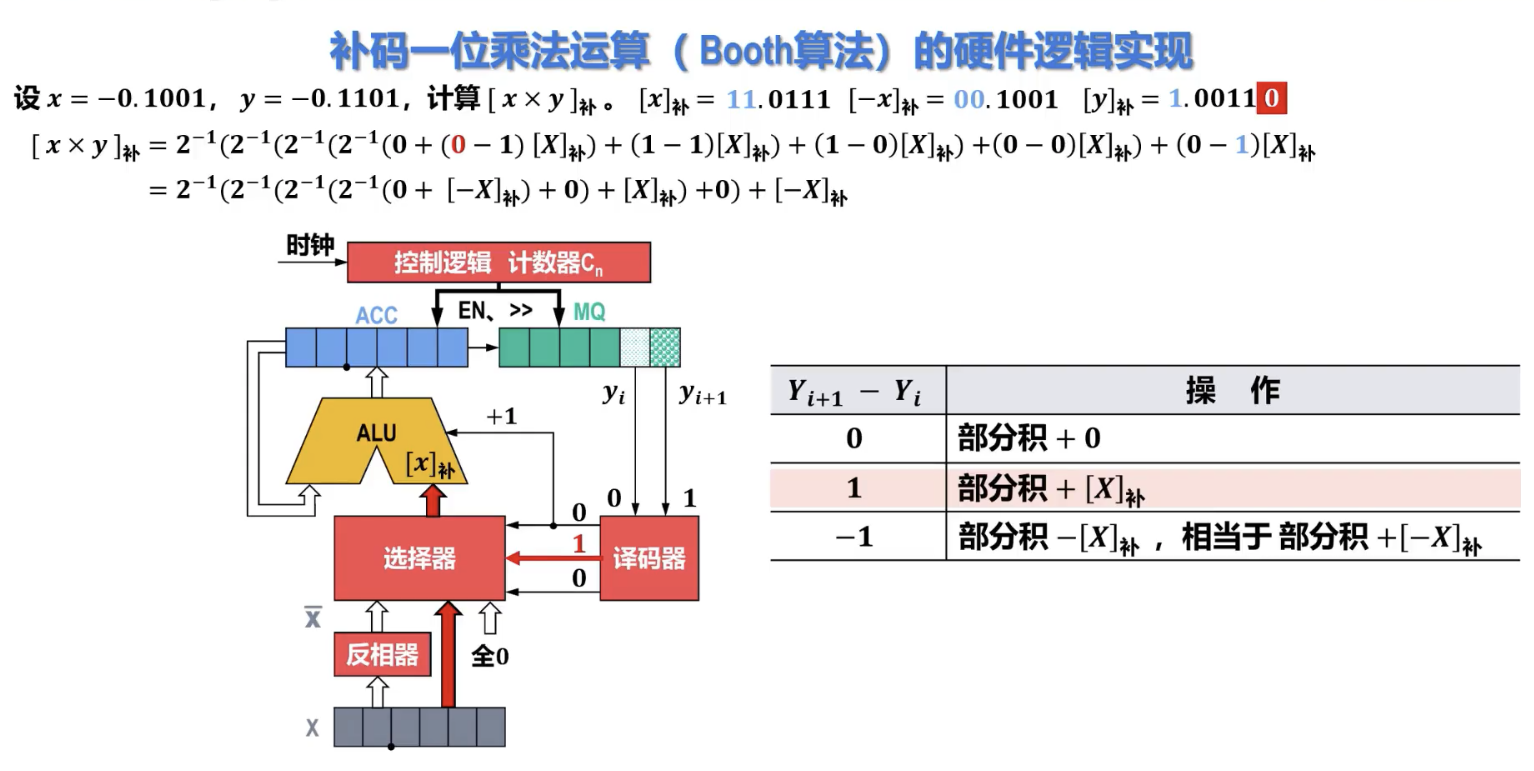 补码一位乘法运算（Booth算法）的硬件逻辑实现
设 x = −0.1001, y = −0.1101, 计算 [ x × y ]补 。 [x]补 = 11.0111 [−x]补 = 00.1001 [y]补 = 1.0011 0
[ x × y ]补 = 2⁻¹(2⁻¹(2⁻¹(2⁻¹(0 + (0 − 1) [X]补) + (1 − 1)[X]补) + (1 − 0)[X]补) +(0 − 0)[X]补) + (0 − 1)[X]补
= 2⁻¹(2⁻¹(2⁻¹(2⁻¹(0 + [−X]补) + 0) + [X]补) +0) + [−X]补
时钟
控制逻辑 计数器Cn
ACC
EN、>>
MQ
yᵢ
yᵢ₊₁
+1
ALU
[x]补
0
1
0
1
0
选择器
译码器
x̅
反相器
全0
X
Yᵢ₊₁ − Yᵢ 操 作
0 部分积 + 0
1 部分积 + [X]补
−1 部分积 −[X]补 ，相当于 部分积 +[−X]补